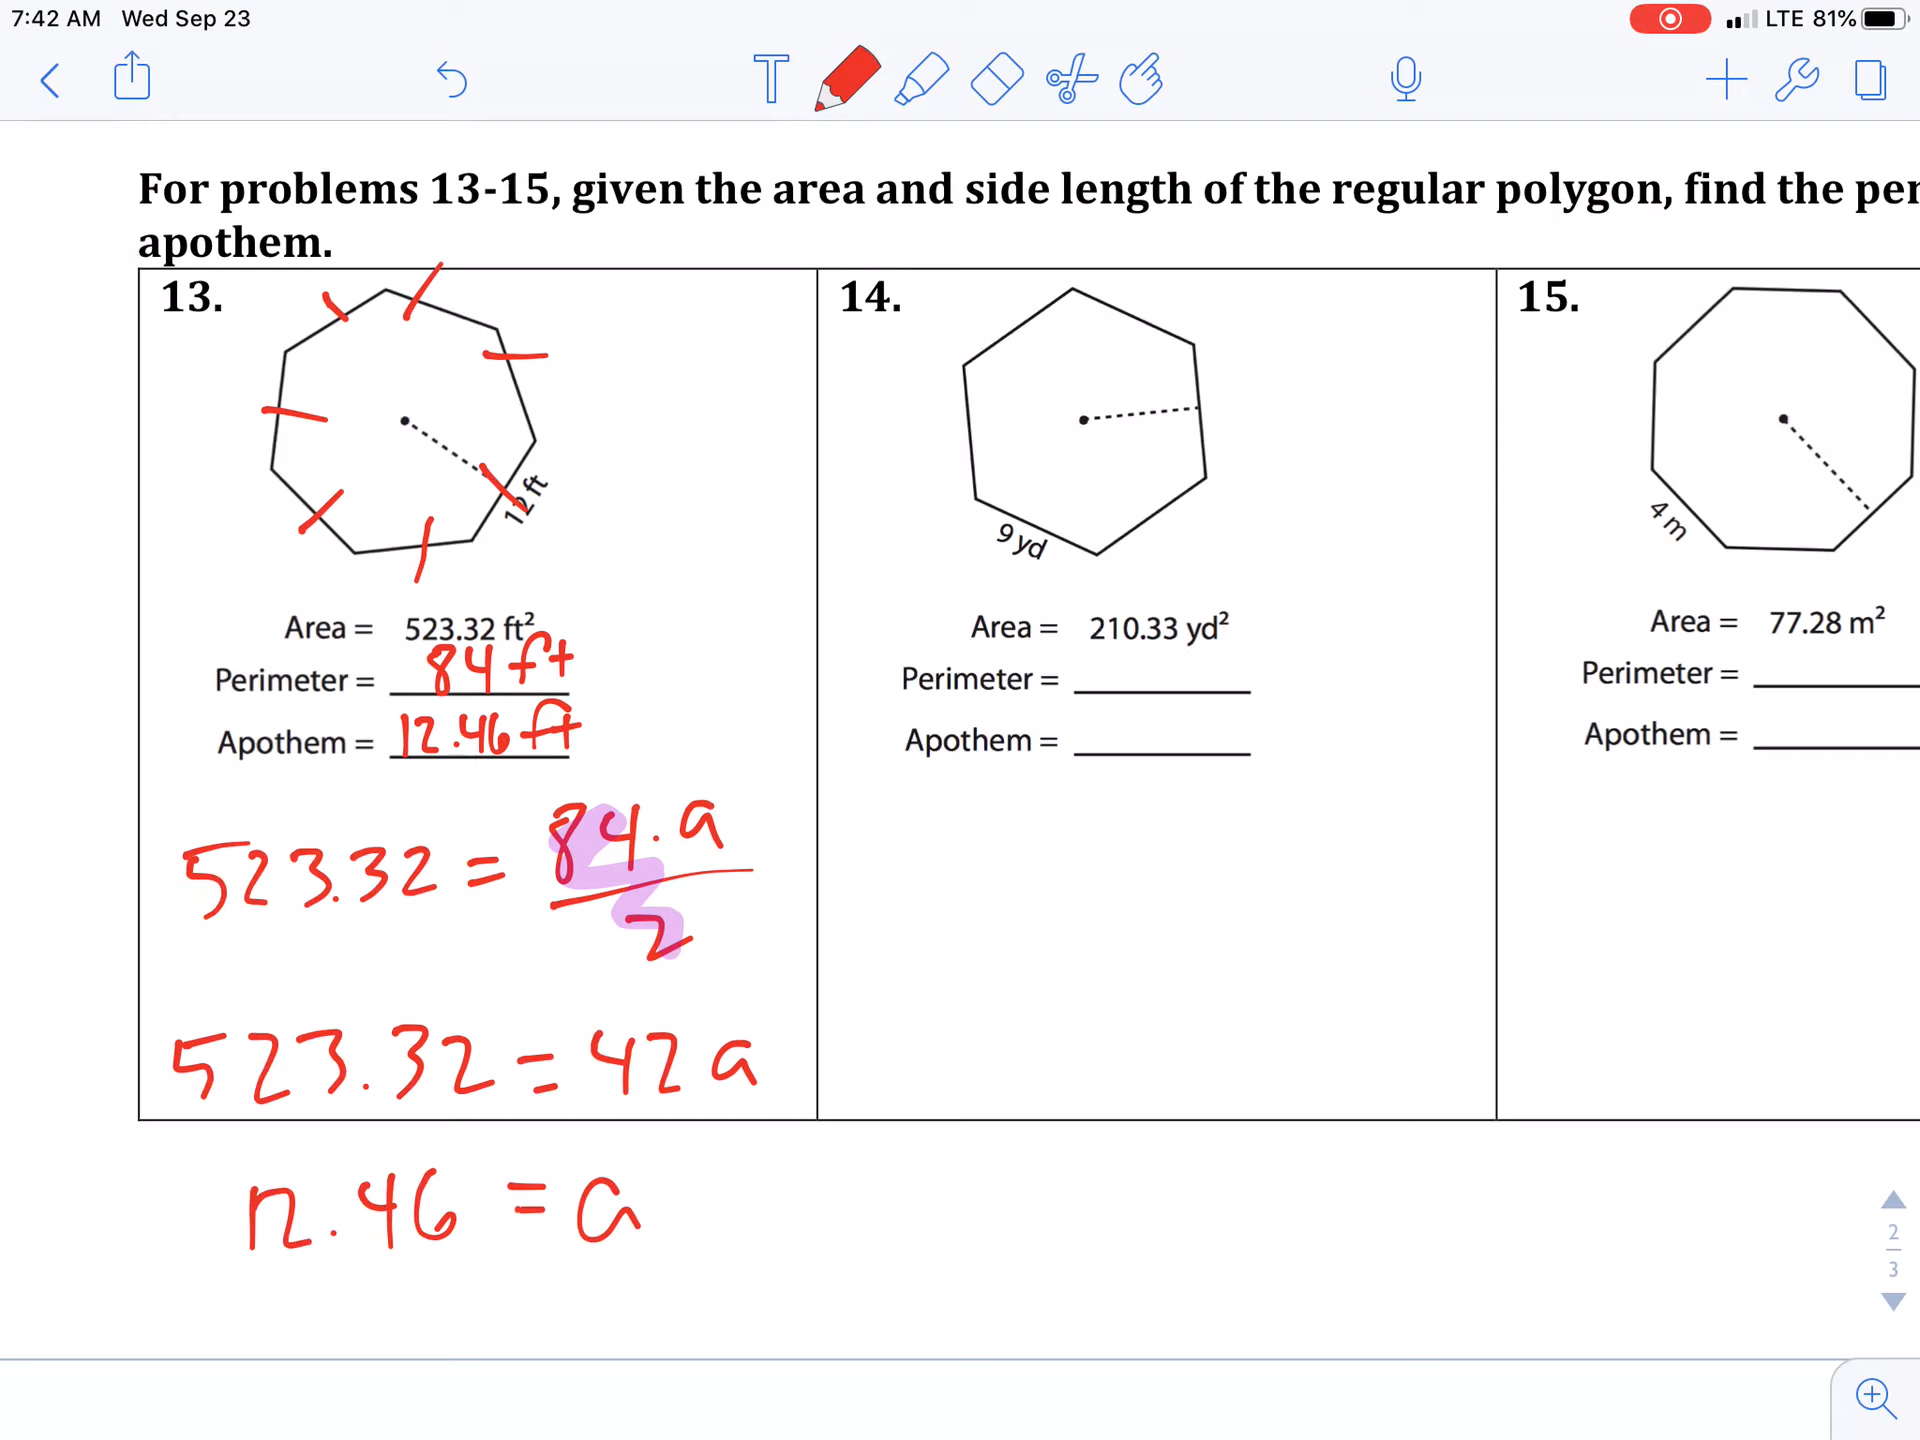 7:42 AM Wed Sep 23
LTE 81%
T
For problems 13-15, given the area and side length of the regular polygon, find the per
apothem.
13.
12 ft
Area = 523.32 ft²
Perimeter = 84 ft
Apothem = 12.46 ft
523.32 = 84 . a
2
523.32 = 42 a
12.46 = a
14.
9 yd
Area = 210.33 yd²
Perimeter =
Apothem =
15.
4 m
Area = 77.28 m²
Perimeter =
Apothem =
2
3